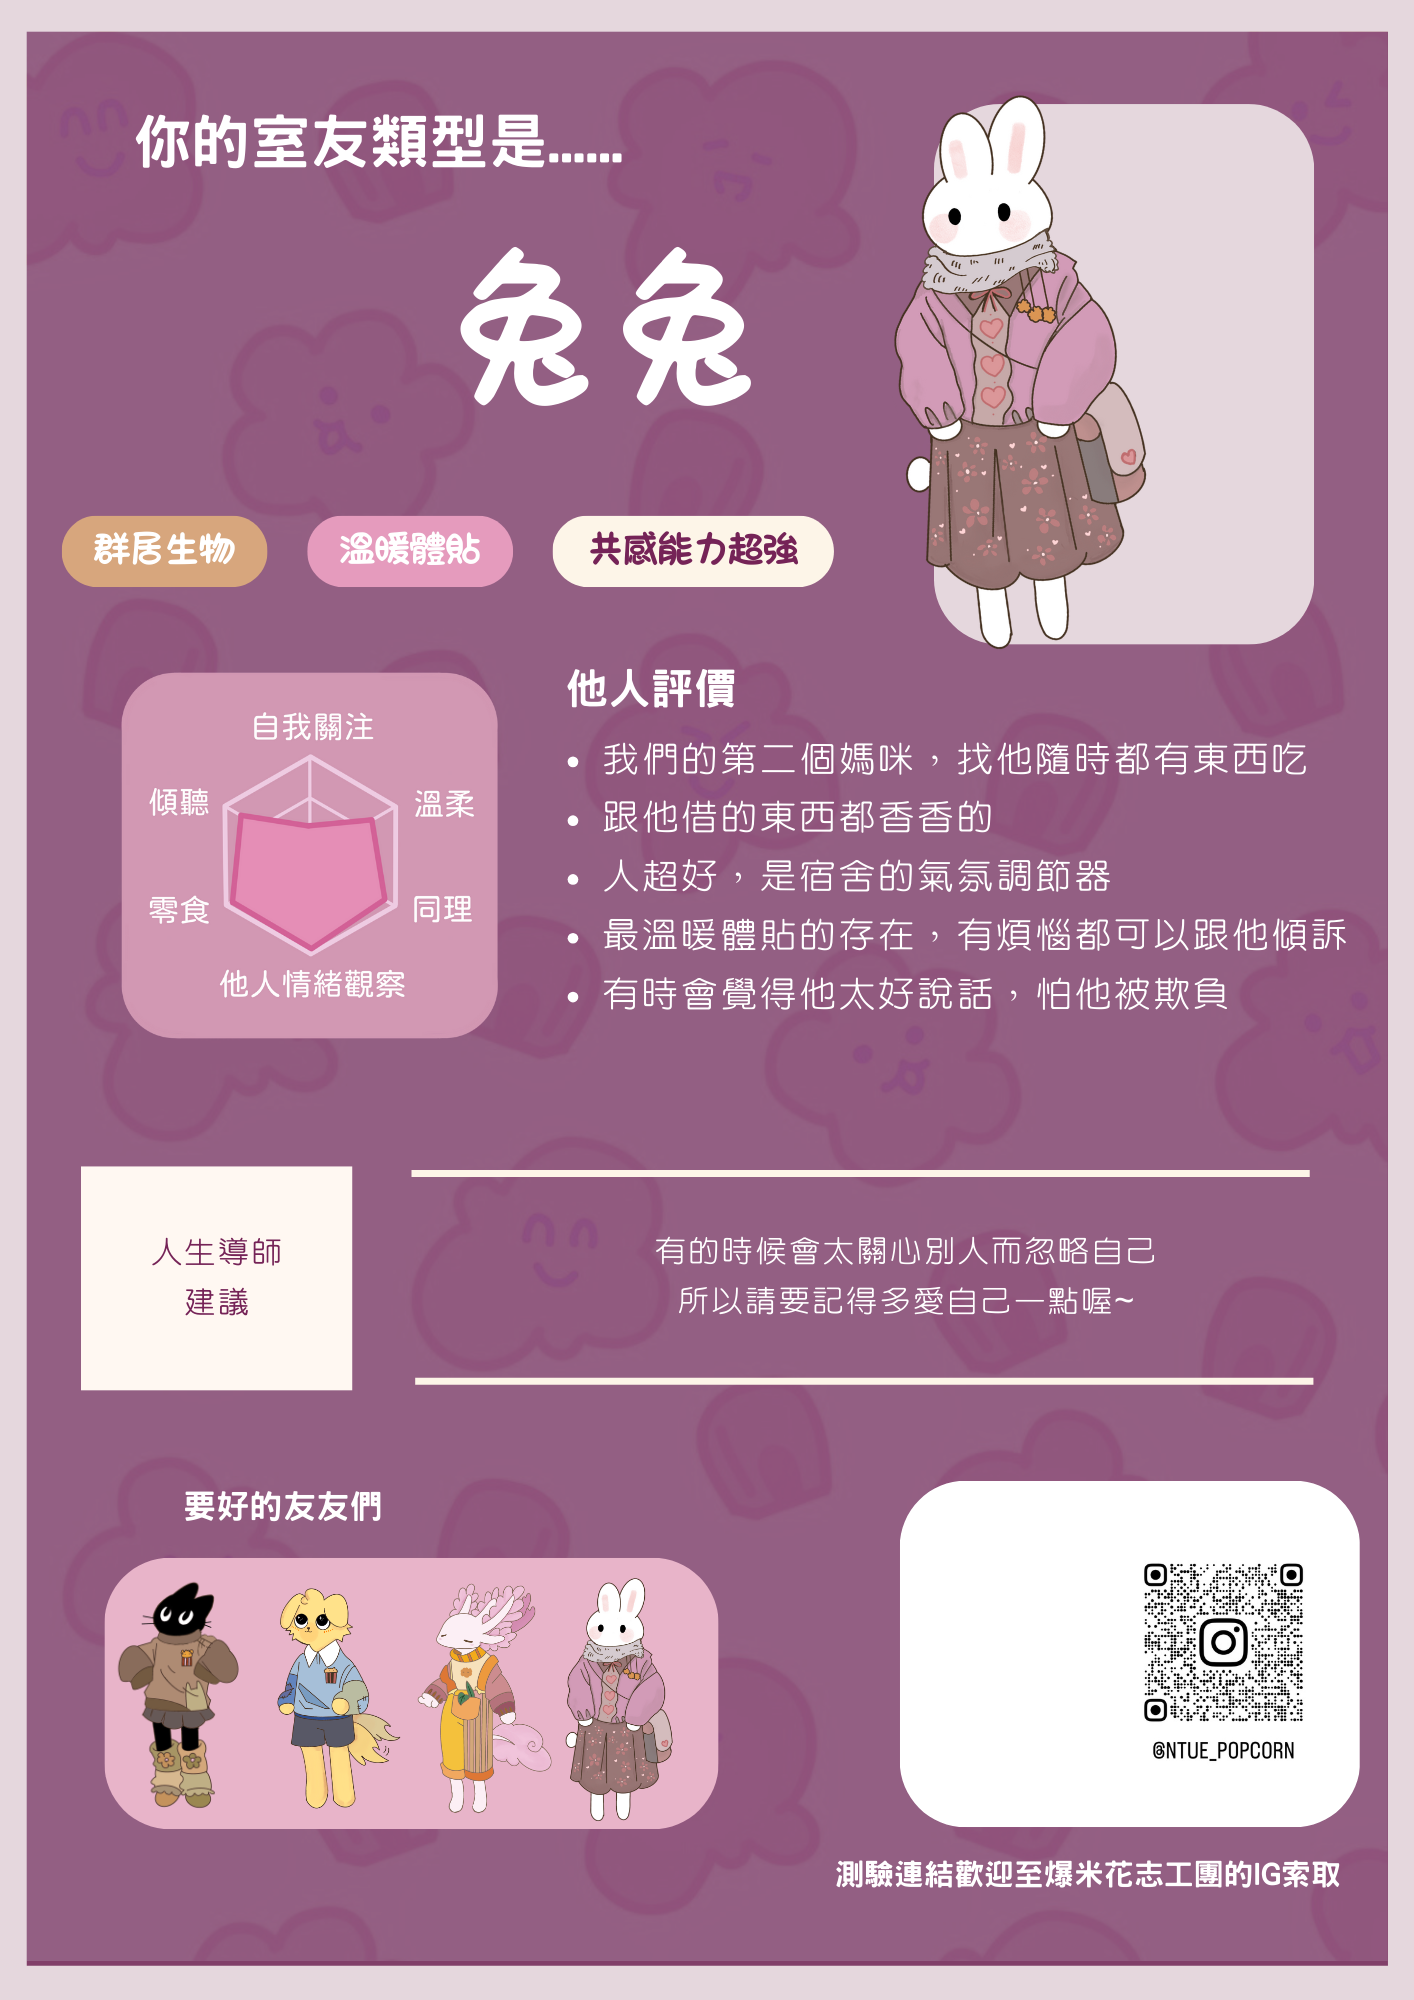 你的室友類型是......
兔兔
群居生物
溫暖體貼
共感能力超強
自我關注
傾聽
溫柔
零食
同理
他人情緒觀察
他人評價
• 我們的第二個媽咪，找他隨時都有東西吃
• 跟他借的東西都香香的
• 人超好，是宿舍的氣氛調節器
• 最溫暖體貼的存在，有煩惱都可以跟他傾訴
• 有時會覺得他太好說話，怕他被欺負
人生導師
建議
有的時候會太關心別人而忽略自己
所以請要記得多愛自己一點喔~
要好的友友們
@NTUE_POPCORN
測驗連結歡迎至爆米花志工團的IG索取